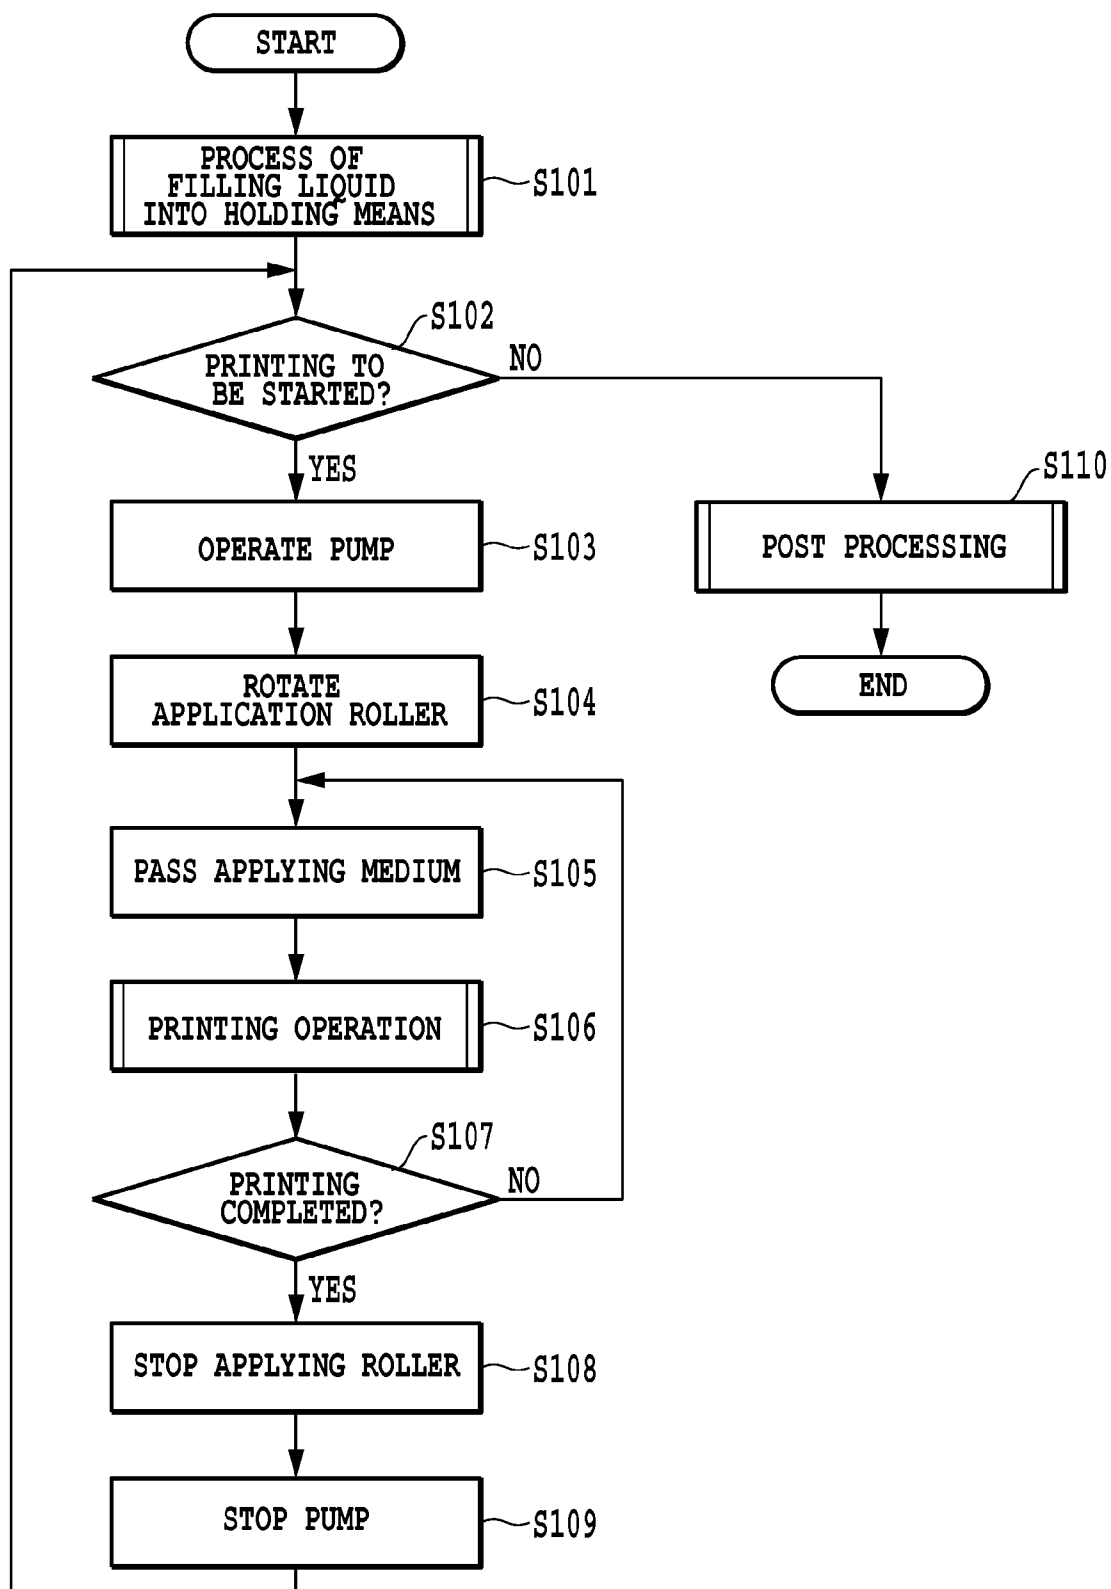 START
PROCESS OF
FILLING LIQUID
INTO HOLDING MEANS
S101
S102
PRINTING TO
BE STARTED?
NO
YES
S110
OPERATE PUMP
S103
POST PROCESSING
ROTATE
APPLICATION ROLLER
S104
END
PASS APPLYING MEDIUM
S105
PRINTING OPERATION
S106
S107
PRINTING
COMPLETED?
NO
YES
STOP APPLYING ROLLER
S108
STOP PUMP
S109